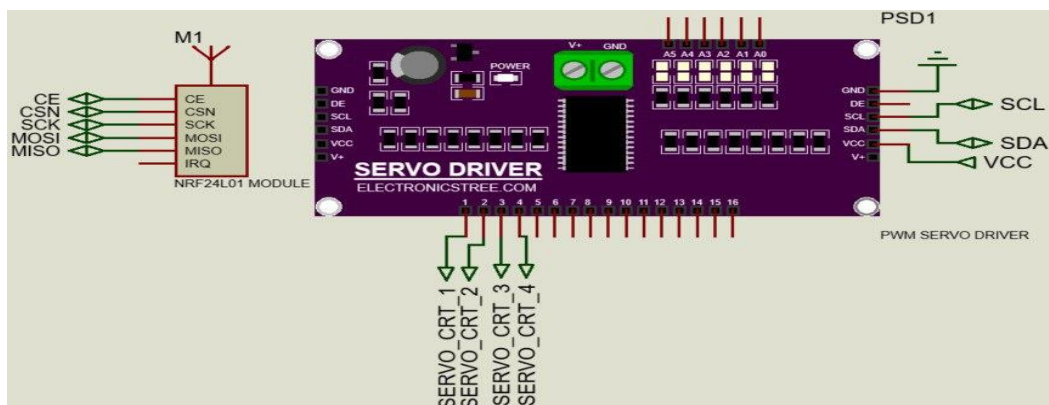 M1
CE
CSN
SCK
MOSI
MISO
CE
CSN
SCK
MOSI
MISO
IRQ
NRF24L01 MODULE
PSD1
V+ GND
A5 A4 A3 A2 A1 A0
POWER
GND
DE
SCL
SDA
VCC
V+
GND
DE
SCL
SDA
VCC
V+
SCL
SDA
VCC
SERVO DRIVER
ELECTRONICSTREE.COM
1 2 3 4 5 6 7 8 9 10 11 12 13 14 15 16
PWM SERVO DRIVER
SERVO_CRT_1
SERVO_CRT_2
SERVO_CRT_3
SERVO_CRT_4